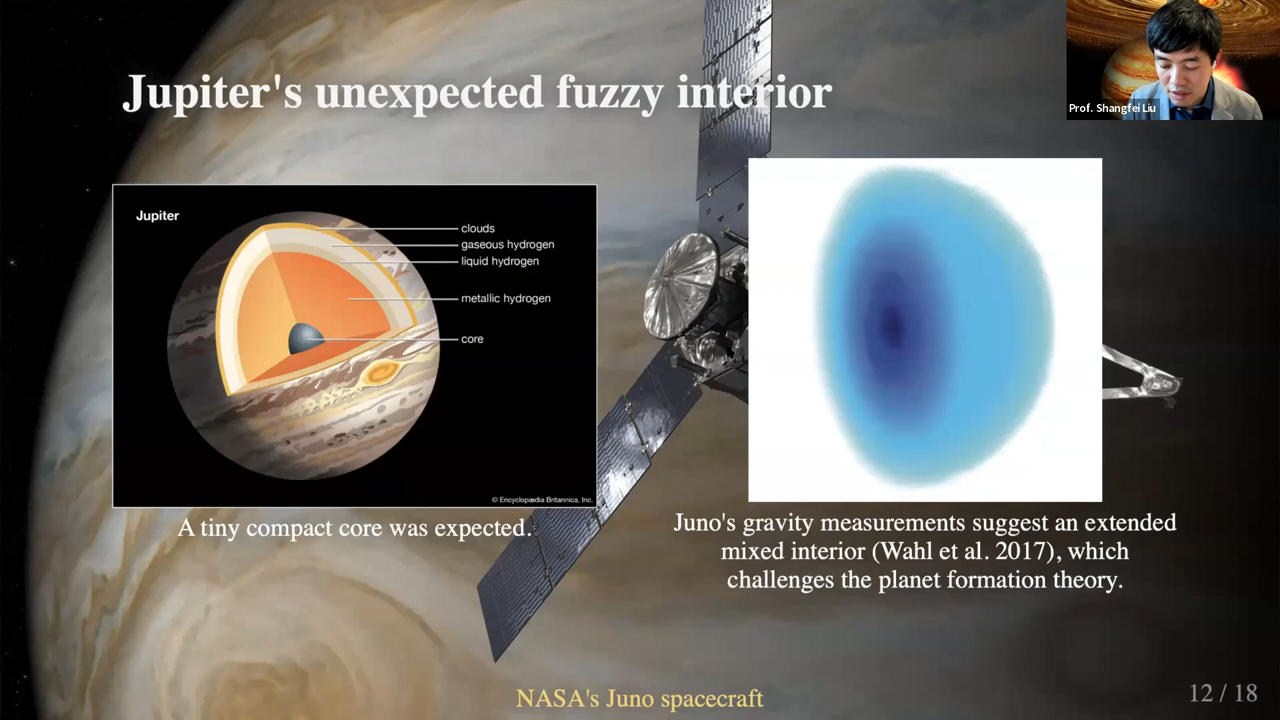 Jupiter's unexpected fuzzy interior
Prof. Shangfei Liu
Jupiter
clouds
gaseous hydrogen
liquid hydrogen
metallic hydrogen
core
© Encyclopædia Britannica, Inc.
A tiny compact core was expected.
Juno's gravity measurements suggest an extended
mixed interior (Wahl et al. 2017), which
challenges the planet formation theory.
NASA's Juno spacecraft
12 / 18